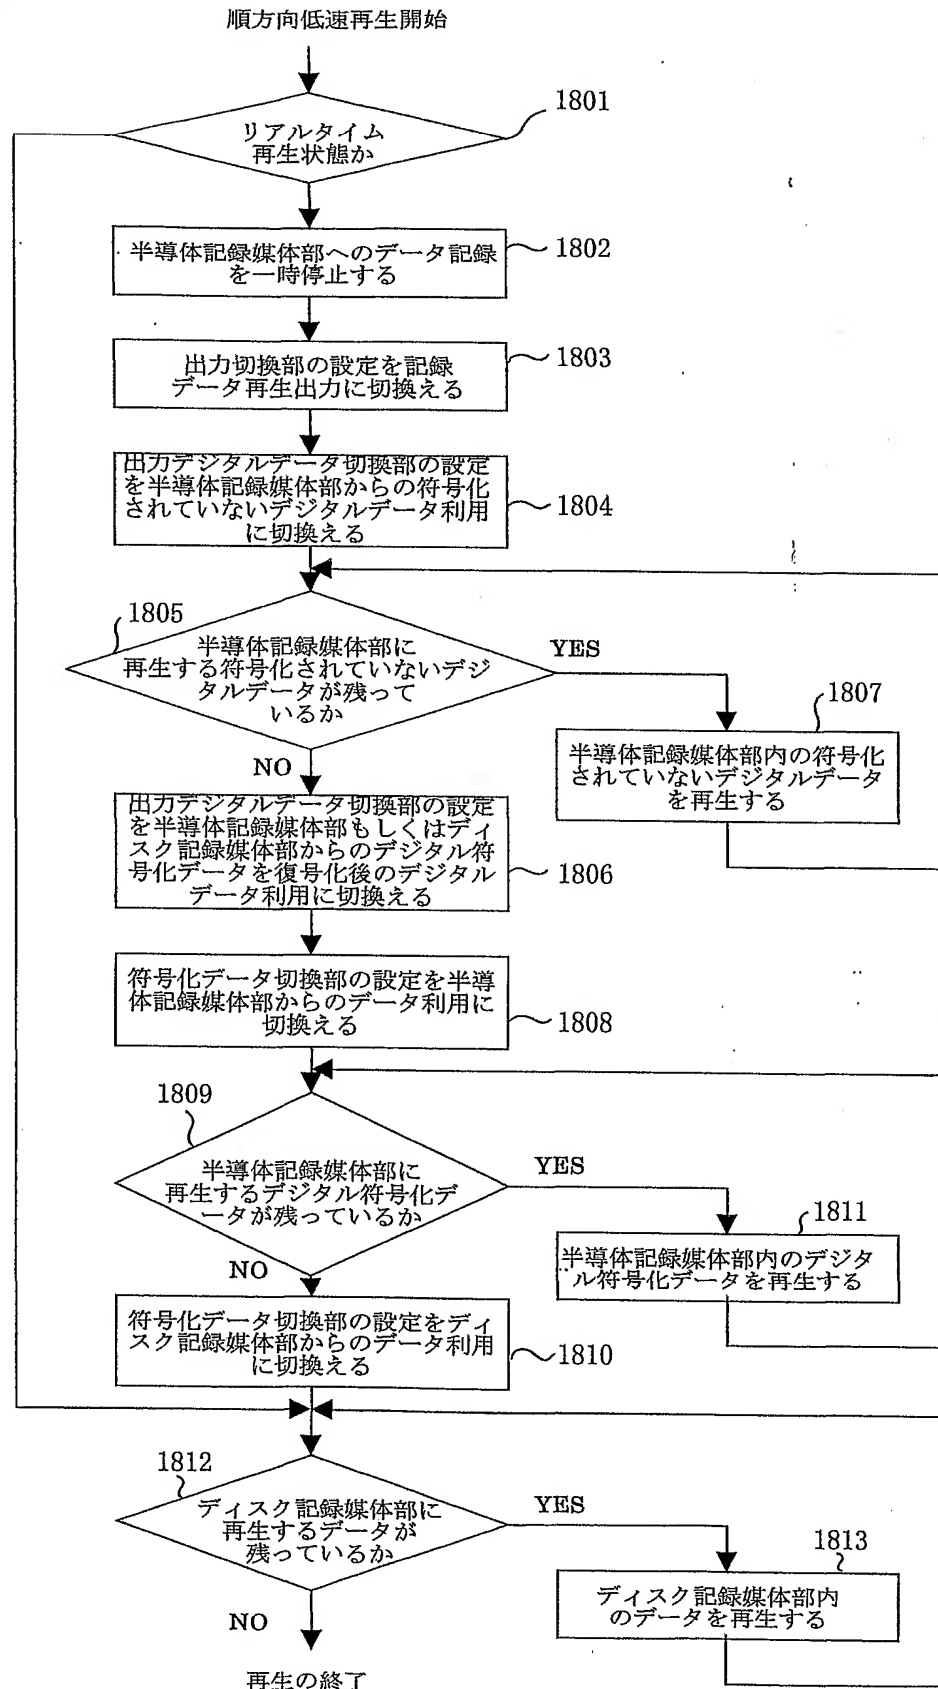 順方向低速再生開始
1801
リアルタイム
再生状態か
1802
半導体記録媒体部へのデータ記録
を一時停止する
1803
出力切換部の設定を記録
データ再生出力に切換える
出力デジタルデータ切換部の設定
を半導体記録媒体部からの符号化
されていないデジタルデータ利用
に切換える
1804
1805
半導体記録媒体部に
再生する符号化されていないデジ
タルデータが残って
いるか
YES
1807
半導体記録媒体部内の符号化
されていないデジタルデータ
を再生する
NO
出力デジタルデータ切換部の設定
を半導体記録媒体部もしくはディ
スク記録媒体部からのデジタル符
号化データを復号化後のデジタル
データ利用に切換える
1806
符号化データ切換部の設定を半導
体記録媒体部からのデータ利用に
切換える
1808
1809
半導体記録媒体部に
再生するデジタル符号化デ
ータが残っているか
YES
1811
半導体記録媒体部内のデジタ
ル符号化データを再生する
NO
符号化データ切換部の設定をディ
スク記録媒体部からのデータ利用
に切換える
1810
1812
ディスク記録媒体部に
再生するデータが
残っているか
YES
1813
ディスク記録媒体部内
のデータを再生する
NO
再生の終了